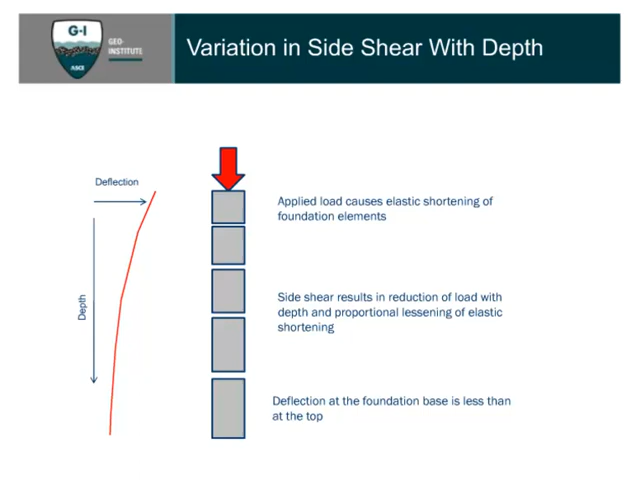 G-I
GEO-
INSTITUTE
ASCE
Variation in Side Shear With Depth
Deflection
Depth
Applied load causes elastic shortening of
foundation elements
Side shear results in reduction of load with
depth and proportional lessening of elastic
shortening
Deflection at the foundation base is less than
at the top